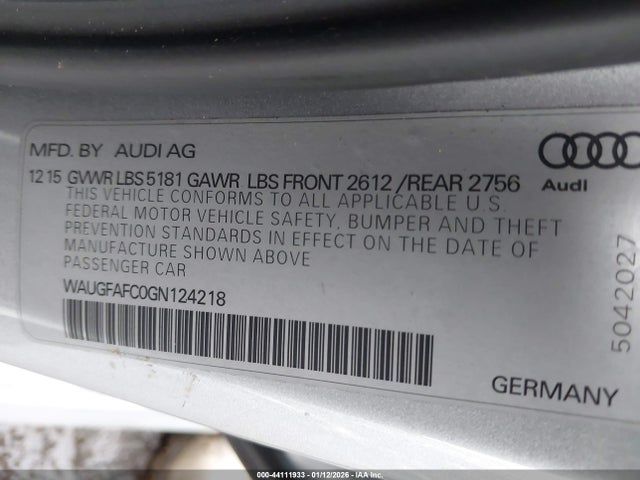 MFD. BY AUDI AG
12 15 GVWR LBS 5181 GAWR LBS FRONT 2612 / REAR 2756
THIS VEHICLE CONFORMS TO ALL APPLICABLE U.S.
FEDERAL MOTOR VEHICLE SAFETY, BUMPER AND THEFT
PREVENTION STANDARDS IN EFFECT ON THE DATE OF
MANUFACTURE SHOWN ABOVE
PASSENGER CAR
WAUGFAFC0GN124218
Audi
5042027
GERMANY
000-44111933 - 01/12/2026 - IAA Inc.